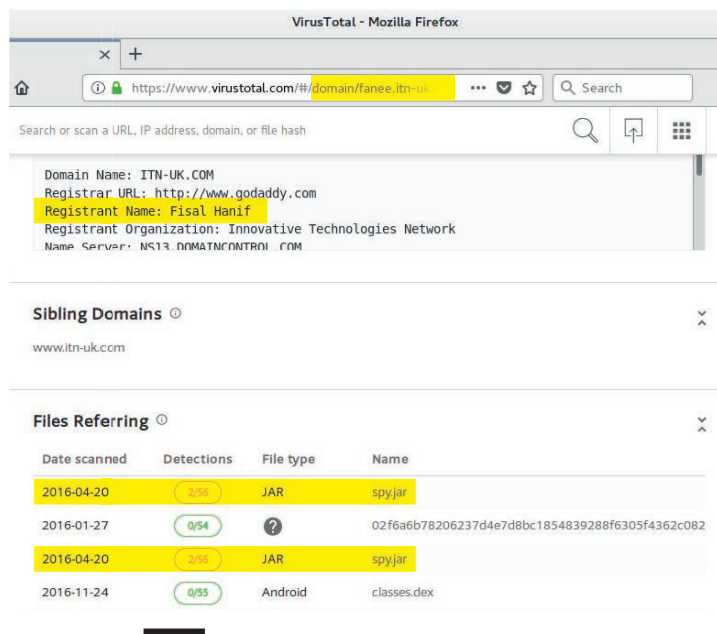 VirusTotal - Mozilla Firefox
× +
https://www.virustotal.com/#/domain/fanee.itn-uk. ••• Search
Search or scan a URL, IP address, domain, or file hash
Domain Name: ITN-UK.COM
Registrar URL: http://www.godaddy.com
Registrant Name: Fisal Hanif
Registrant Organization: Innovative Technologies Network
Name Server: NS13.DOMAINCONTROL.COM
Sibling Domains
www.itn-uk.com
Files Referring
Date scanned Detections File type Name
2016-04-20 2/56 JAR spy.jar
2016-01-27 0/54 ? 02f6a6b78206237d4e7d8bc1854839288f6305f4362c082
2016-04-20 2/56 JAR spy.jar
2016-11-24 0/55 Android classes.dex